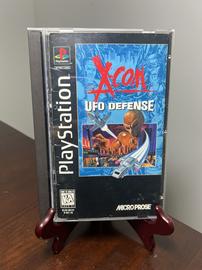 PlayStation
X-COM
UFO DEFENSE
MICROPROSE